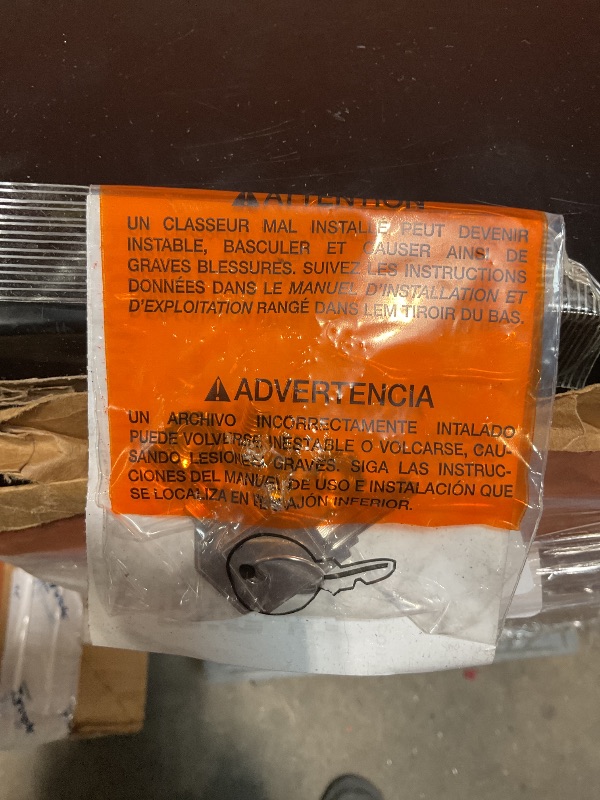 ⚠ATTENTION
UN CLASSEUR MAL INSTALLÉ PEUT DEVENIR
INSTABLE, BASCULER ET CAUSER AINSI DE
GRAVES BLESSURES. SUIVEZ LES INSTRUCTIONS
DONNÉES DANS LE MANUEL D'INSTALLATION ET
D'EXPLOITATION RANGÉ DANS LEM TIROIR DU BAS.
⚠ADVERTENCIA
UN ARCHIVO INCORRECTAMENTE INTALADO
PUEDE VOLVERSE INESTABLE O VOLCARSE, CAU-
SANDO LESIONES GRAVES. SIGA LAS INSTRUC-
CIONES DEL MANUEL DE USO E INSTALACIÓN QUE
SE LOCALIZA EN EL CAJÓN INFERIOR.